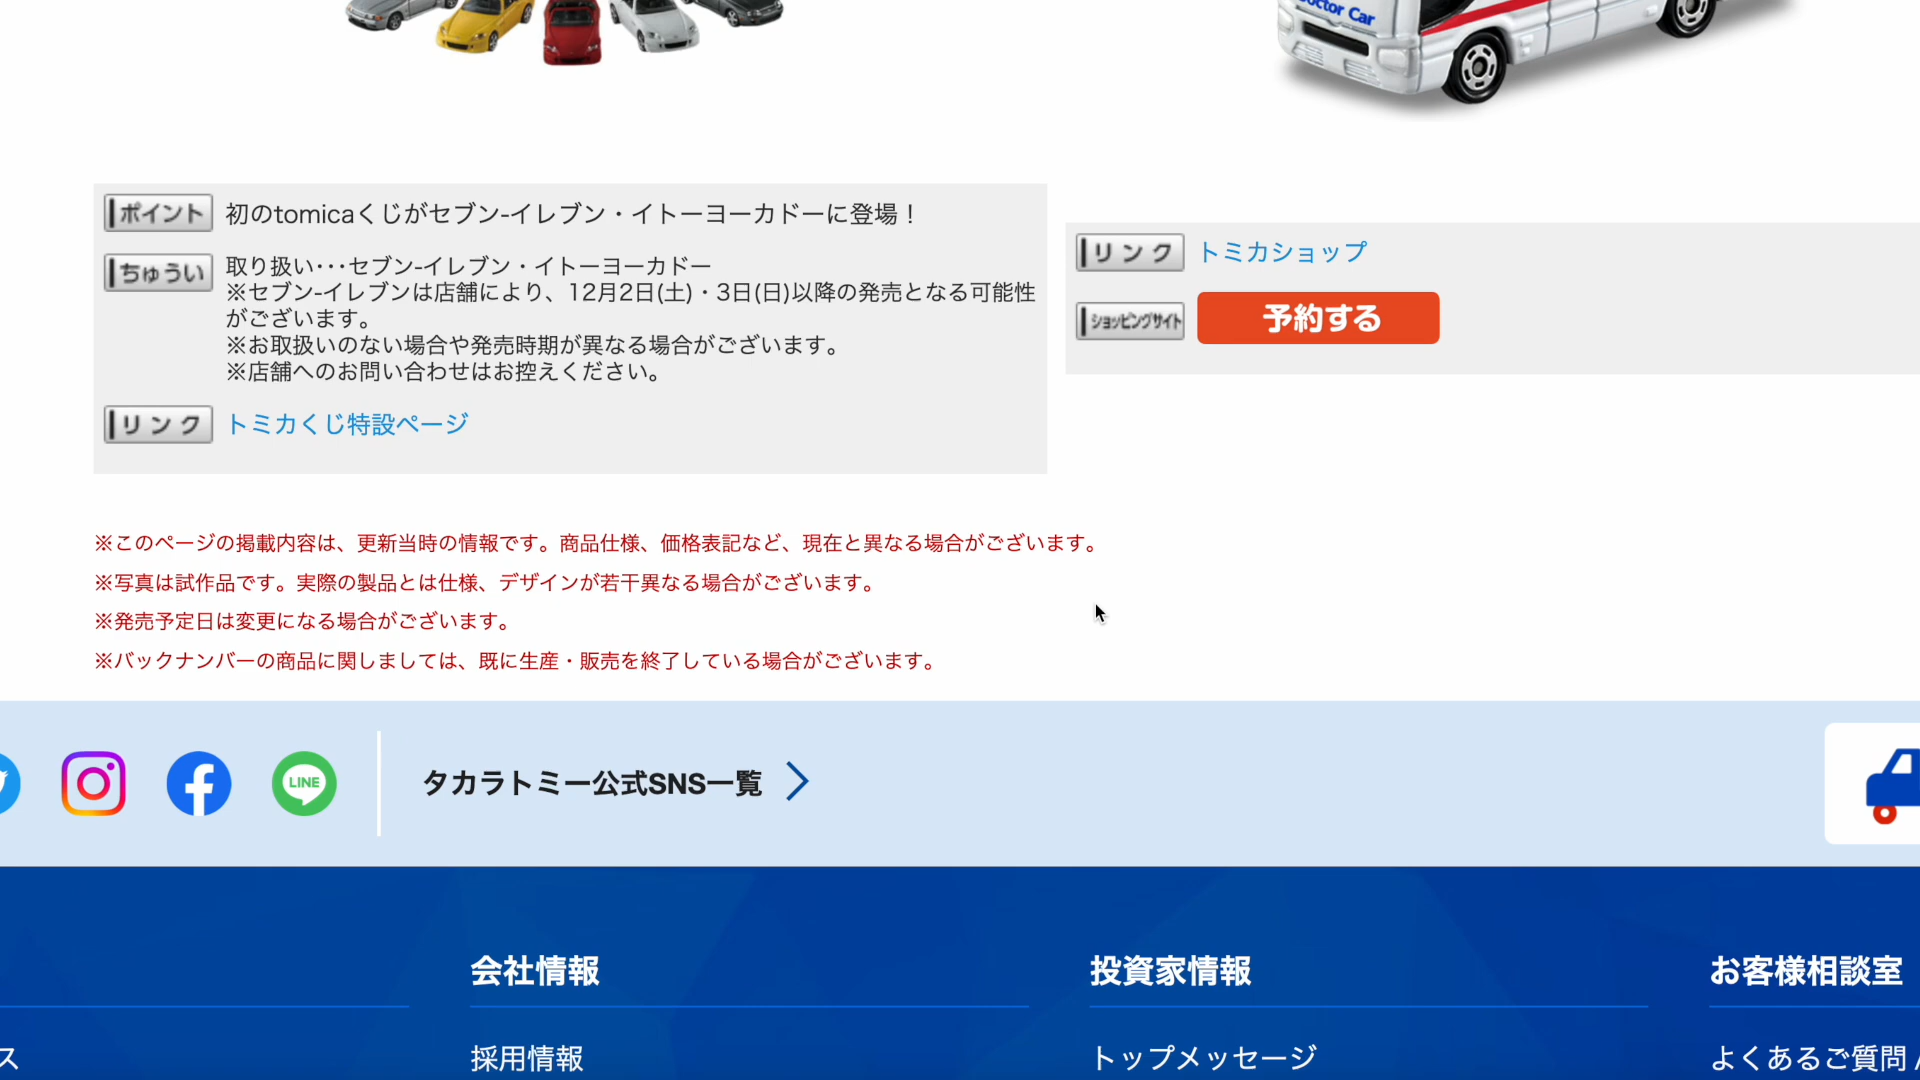 Doctor Car
ポイント 初のtomicaくじがセブン-イレブン・イトーヨーカドーに登場！
ちゅうい 取り扱い･･･セブン-イレブン・イトーヨーカドー
※セブン-イレブンは店舗により、12月2日(土)・3日(日)以降の発売となる可能性
がございます。
※お取扱いのない場合や発売時期が異なる場合がございます。
※店舗へのお問い合わせはお控えください。
リンク トミカくじ特設ページ
リンク トミカショップ
ショッピングサイト 予約する
※このページの掲載内容は、更新当時の情報です。商品仕様、価格表記など、現在と異なる場合がございます。
※写真は試作品です。実際の製品とは仕様、デザインが若干異なる場合がございます。
※発売予定日は変更になる場合がございます。
※バックナンバーの商品に関しましては、既に生産・販売を終了している場合がございます。
LINE
タカラトミー公式SNS一覧
会社情報
投資家情報
お客様相談室
ス
採用情報
トップメッセージ
よくあるご質問 /